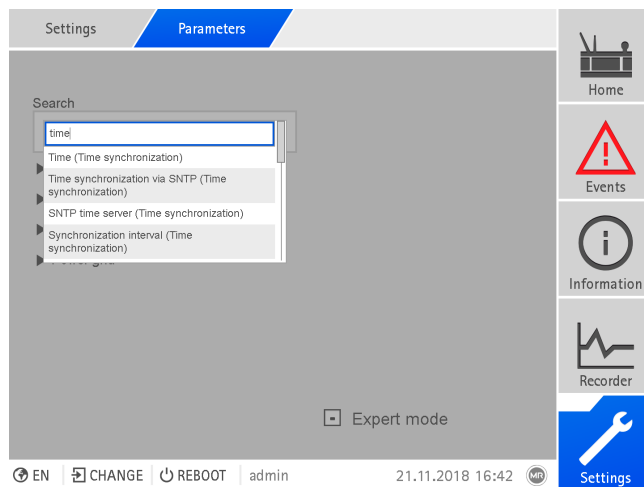 Settings
Parameters
Search
time
Time (Time synchronization)
Time synchronization via SNTP (Time
synchronization)
SNTP time server (Time synchronization)
Synchronization interval (Time
synchronization)
Expert mode
Home
Events
Information
Recorder
Settings
EN
CHANGE
REBOOT
admin
21.11.2018 16:42
MR